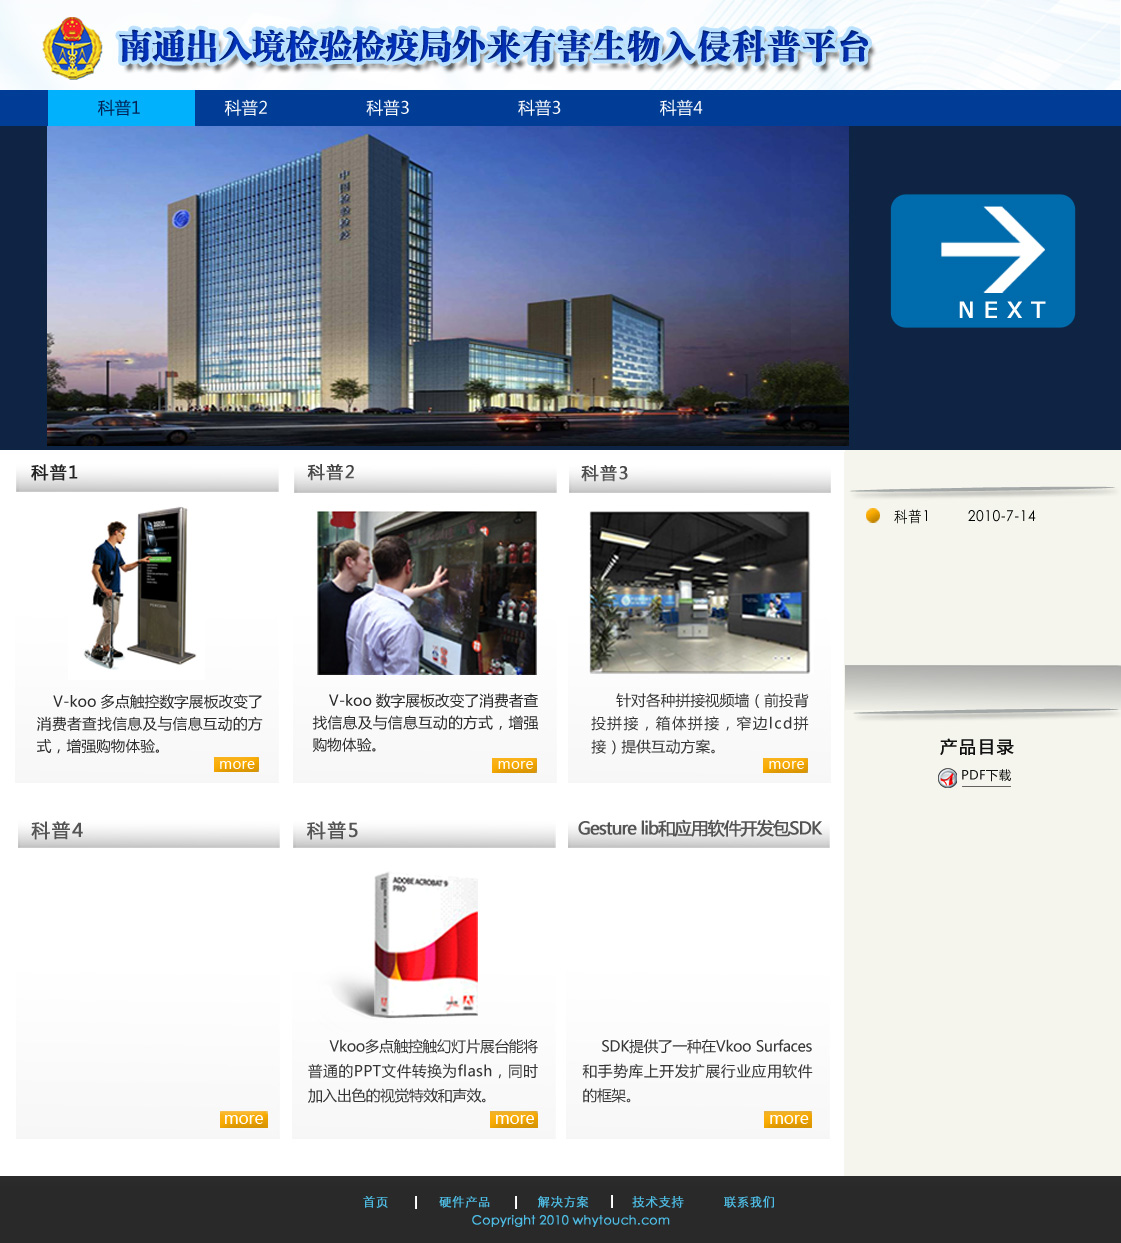 南通出入境检验检疫局外来有害生物入侵科普平台
科普1 科普2 科普3 科普3 科普4
中国检验检疫
NEXT
科普1 科普2 科普3
科普1 2010-7-14
V-koo 多点触控数字展板改变了
消费者查找信息及与信息互动的方
式，增强购物体验。
more
V-koo 数字展板改变了消费者查
找信息及与信息互动的方式，增强
购物体验。
more
针对各种拼接视频墙（前投背
投拼接，箱体拼接，窄边lcd拼
接）提供互动方案。
more
产品目录
PDF下载
科普4 科普5 Gesture lib和应用软件开发包SDK
more
ADOBE ACROBAT 9
PRO
Vkoo多点触控触幻灯片展台能将
普通的PPT文件转换为flash，同时
加入出色的视觉特效和声效。
more
SDK提供了一种在Vkoo Surfaces
和手势库上开发扩展行业应用软件
的框架。
more
首页 | 硬件产品 | 解决方案 | 技术支持 联系我们
Copyright 2010 whytouch.com